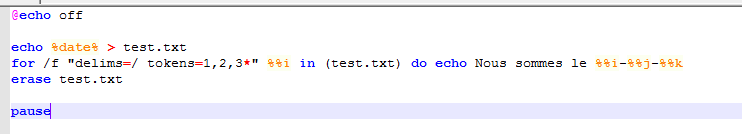 @echo off
echo %date% > test.txt
for /f "delims=/ tokens=1,2,3*" %%i in (test.txt) do echo Nous sommes le %%i-%%j-%%k
erase test.txt
pause